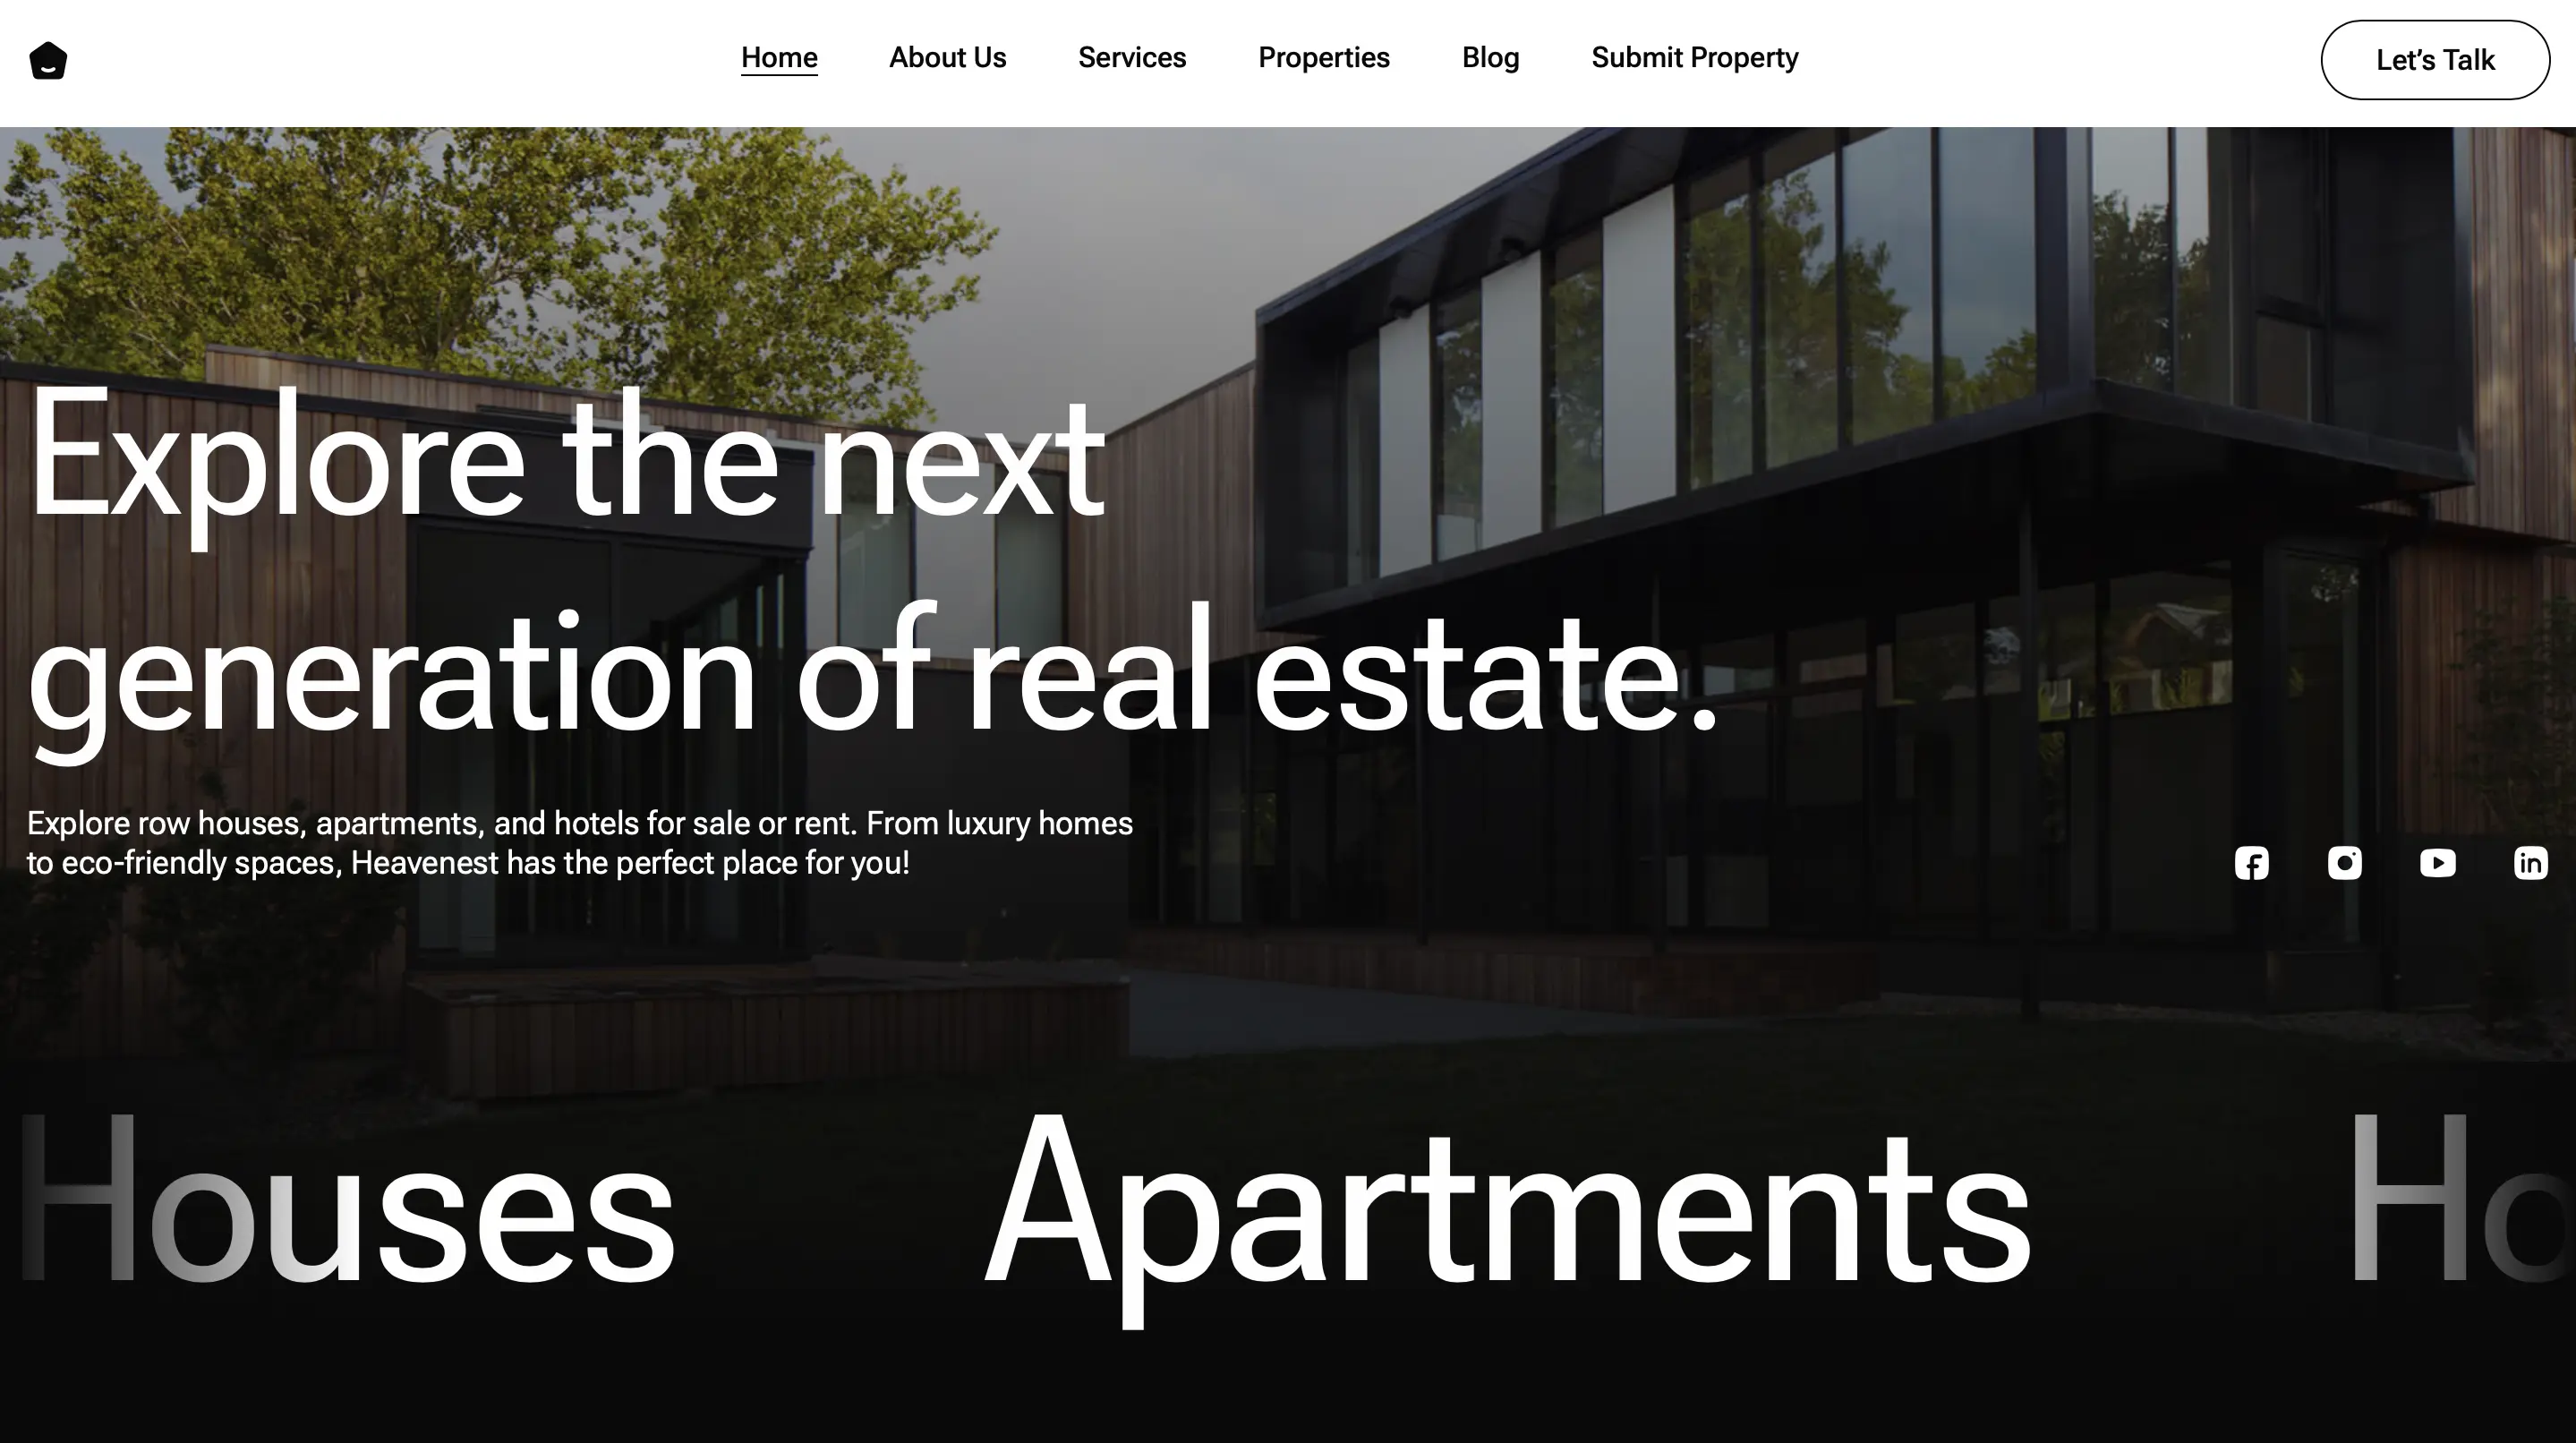 Home About Us Services Properties Blog Submit Property Let’s Talk
Explore the next
generation of real estate.
Explore row houses, apartments, and hotels for sale or rent. From luxury homes
to eco-friendly spaces, Heavenest has the perfect place for you!
Houses Apartments Ho